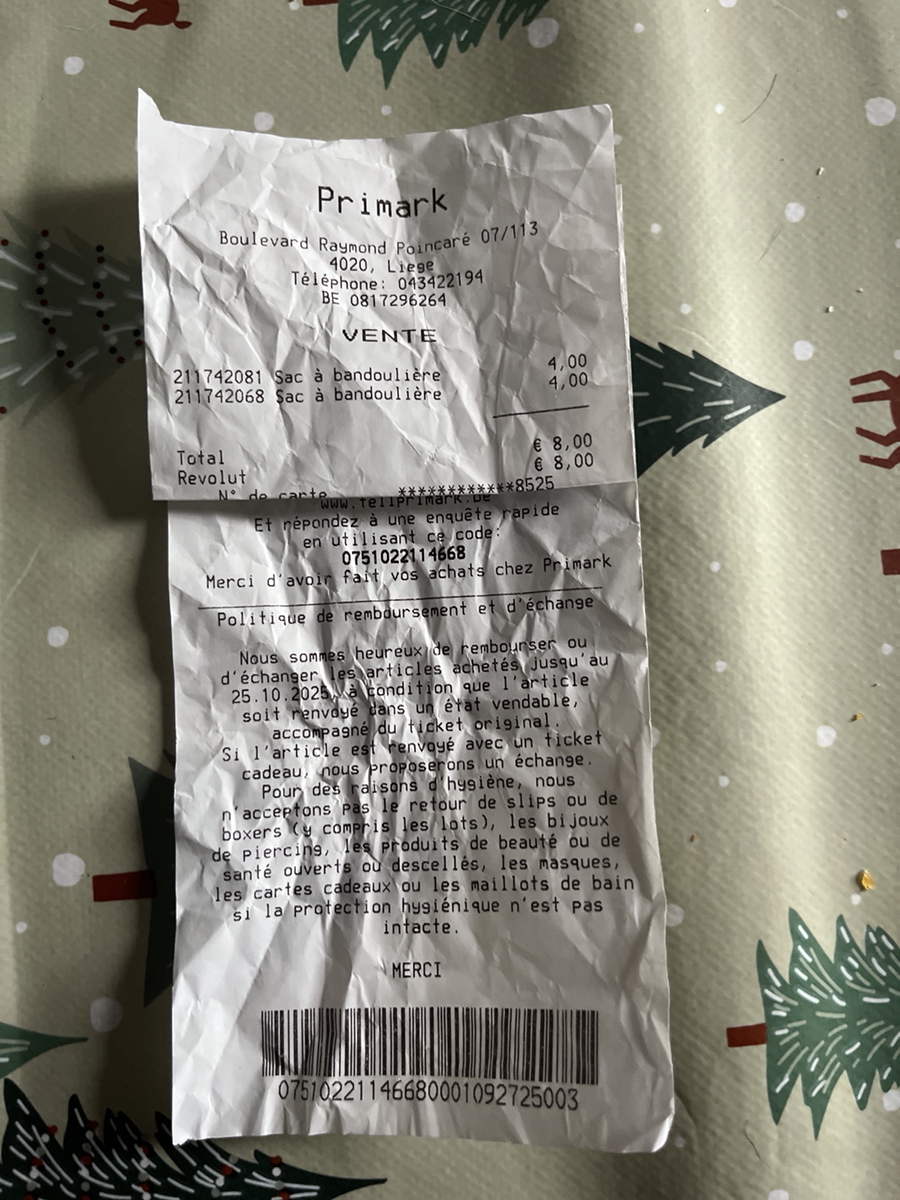 Primark
Boulevard Raymond Poincaré 07/113
4020, Liege
Téléphone: 043422194
BE 0817296264
VENTE
211742081 Sac à bandoulière 4,00
211742068 Sac à bandoulière 4,00
Total € 8,00
Revolut € 8,00
N° de carte ************8525
www.tellprimark.be
Et répondez à une enquête rapide
en utilisant ce code:
0751022114668
Merci d'avoir fait vos achats chez Primark
Politique de remboursement et d'échange
Nous sommes heureux de rembourser ou
d'échanger les articles achetés jusqu'au
25.10.2025, à condition que l'article
soit renvoyé dans un état vendable,
accompagné du ticket original.
Si l'article est renvoyé avec un ticket
cadeau, nous proposerons un échange.
Pour des raisons d'hygiène, nous
n'acceptons pas le retour de slips ou de
boxers (y compris les lots), les bijoux
de piercing, les produits de beauté ou de
santé ouverts ou descellés, les masques,
les cartes cadeaux ou les maillots de bain
si la protection hygiénique n'est pas
intacte.
MERCI
07510221146680001092725003